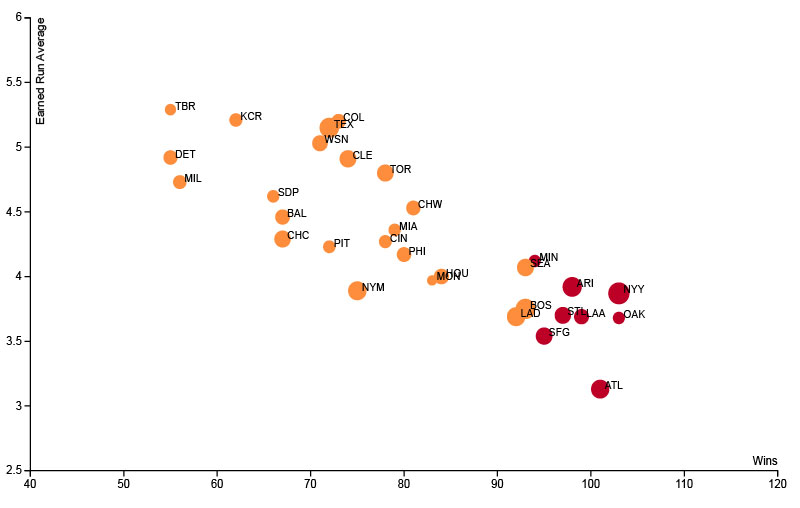 6
Earned Run Average
5.5
TBR
KCR
COL
TEX
WSN
5
DET
CLE
TOR
MIL
SDP
CHW
4.5
BAL
MIA
CHC
CIN
PIT
PHI
MIN
SEA
4
HOU
MON
ARI
NYM
NYY
BOS
LAD
STL
LAA
OAK
SFG
3.5
ATL
3
Wins
2.5
40
50
60
70
80
90
100
110
120